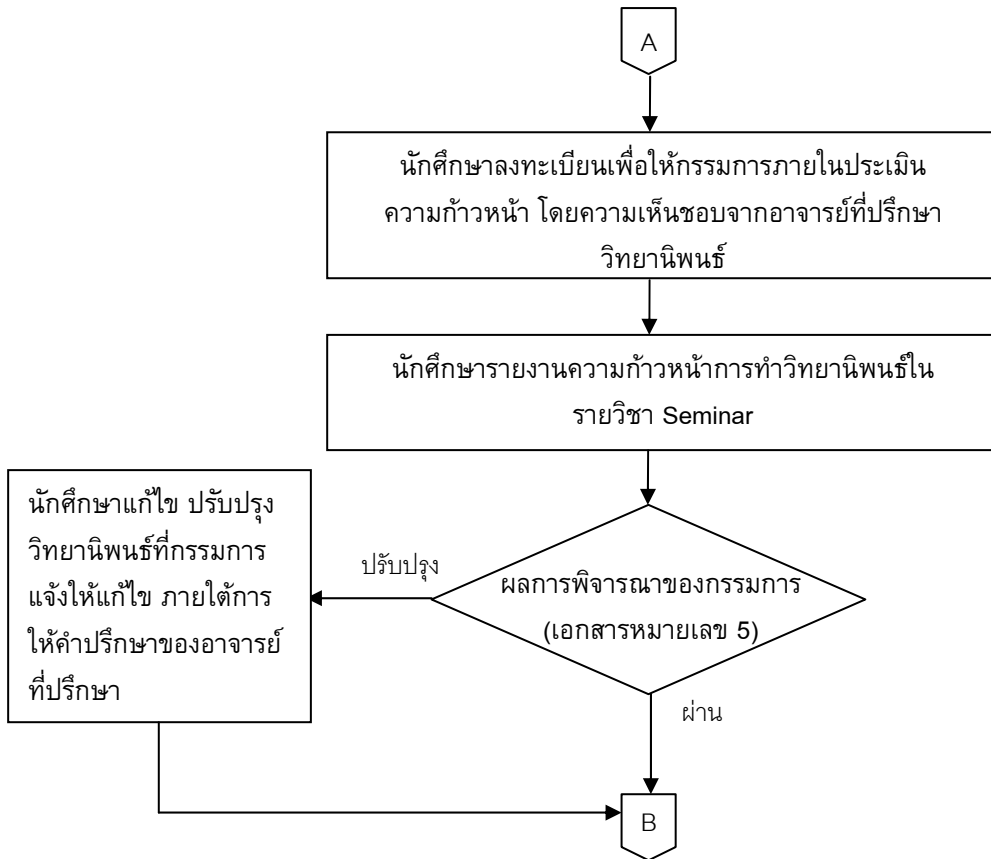 A
นักศึกษาลงทะเบียนเพื่อให้กรรมการภายในประเมิน
ความก้าวหน้า โดยความเห็นชอบจากอาจารย์ที่ปรึกษา
วิทยานิพนธ์
นักศึกษารายงานความก้าวหน้าการทำวิทยานิพนธ์ใน
รายวิชา Seminar
ผลการพิจารณาของกรรมการ
(เอกสารหมายเลข 5)
ปรับปรุง
นักศึกษาแก้ไข ปรับปรุง
วิทยานิพนธ์ที่กรรมการ
แจ้งให้แก้ไข ภายใต้การ
ให้คำปรึกษาของอาจารย์
ที่ปรึกษา
ผ่าน
B